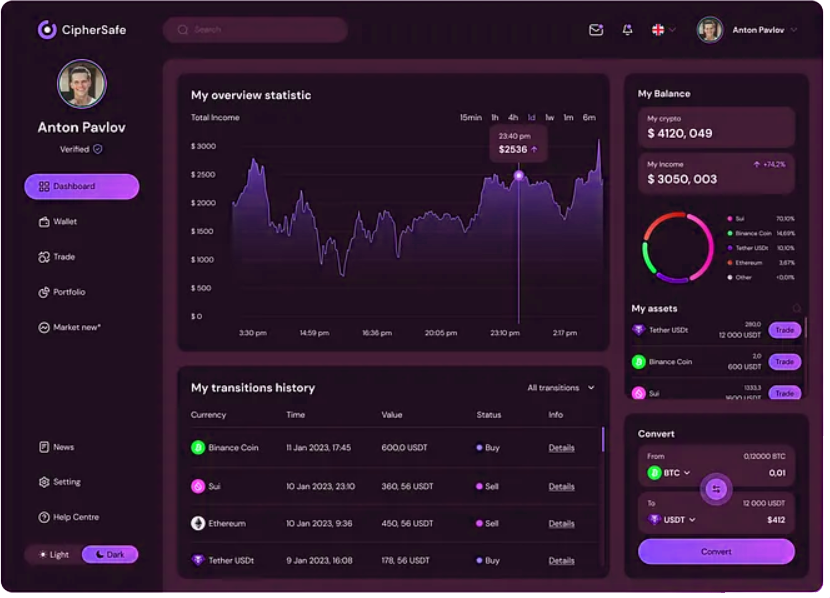 CipherSafe
Search
Anton Pavlov
Anton Pavlov
Verified
Dashboard
Wallet
Trade
Portfolio
Market new*
News
Setting
Help Centre
Light Dark
My overview statistic
Total Income
15min 1h 4h 1d 1w 1m 6m
23:40 pm
$2536
$ 3000
$ 2500
$ 2000
$ 1500
$ 1000
$ 500
$ 0
3:30 pm 14:59 pm 16:36 pm 20:05 pm 23:10 pm 2:17 pm
My transitions history
All transitions
Currency Time Value Status Info
Binance Coin 11 Jan 2023, 17:45 600,0 USDT Buy Details
Sui 10 Jan 2023, 23:10 360, 56 USDT Sell Details
Ethereum 10 Jan 2023, 9:36 450, 56 USDT Sell Details
Tether USDt 9 Jan 2023, 16:08 178, 56 USDT Buy Details
My Balance
My crypto
$ 4120, 049
My Income +74,2%
$ 3050, 003
Sui 70,10%
Binance Coin 14,69%
Tether USDt 10,10%
Ethereum 3,67%
Other <0,01%
My assets
Tether USDt 280,0 12 000 USDT Trade
Binance Coin 2,0 600 USDT Trade
Sui 1333,3 1600 USDT Trade
Convert
From 0,12000 BTC
BTC 0,01
To 12 000 USDT
USDT $412
Convert